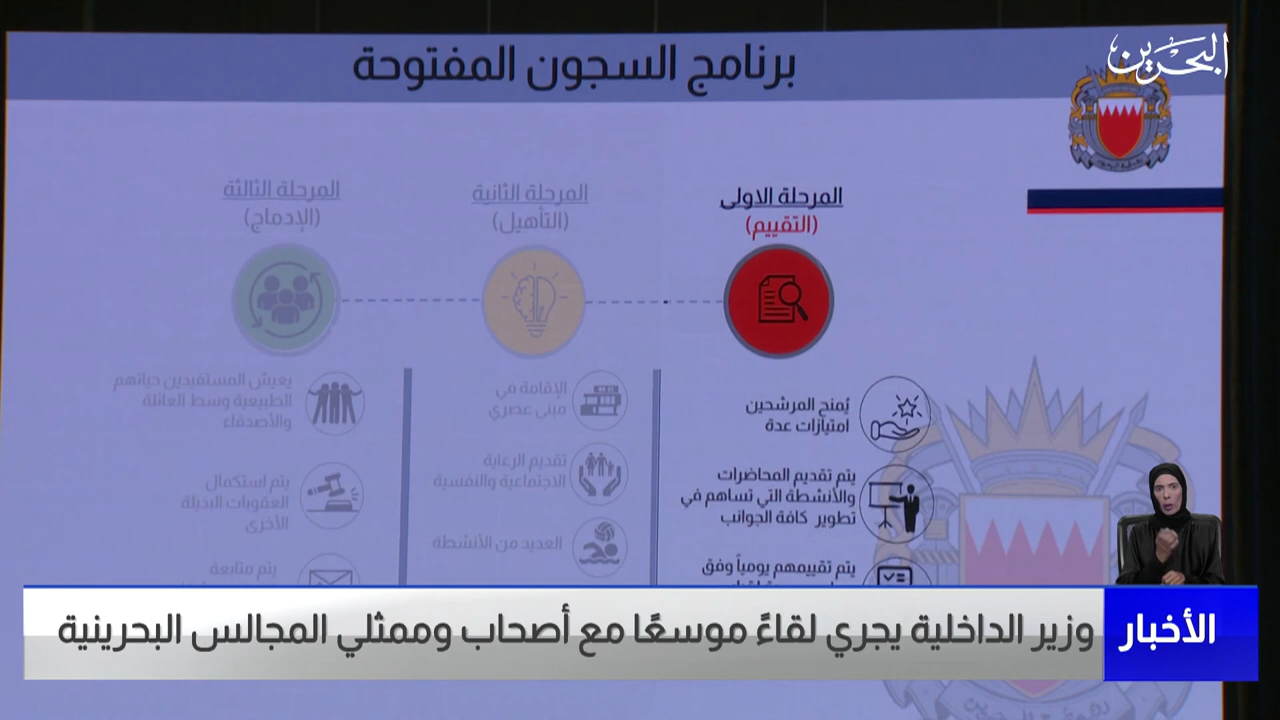 البحرين
برنامج السجون المفتوحة
المرحلة الاولى
(التقييم)
يُمنح المرشحين
امتيازات عدة
يتم تقديم المحاضرات
والأنشطة التي تساهم في
تطوير كافة الجوانب
يتم تقييمهم يومياً وفق
المرحلة الثانية
(التأهيل)
الإقامة في
مبنى عصري
تقديم الرعاية
الاجتماعية والنفسية
العديد من الأنشطة
المرحلة الثالثة
(الإدماج)
يعيش المستفيدين حياتهم
الطبيعية وسط العائلة
والأصدقاء
يتم استكمال
العقوبات البديلة
الأخرى
يتم متابعة
الأخبار
وزير الداخلية يجري لقاءً موسعًا مع أصحاب وممثلي المجالس البحرينية